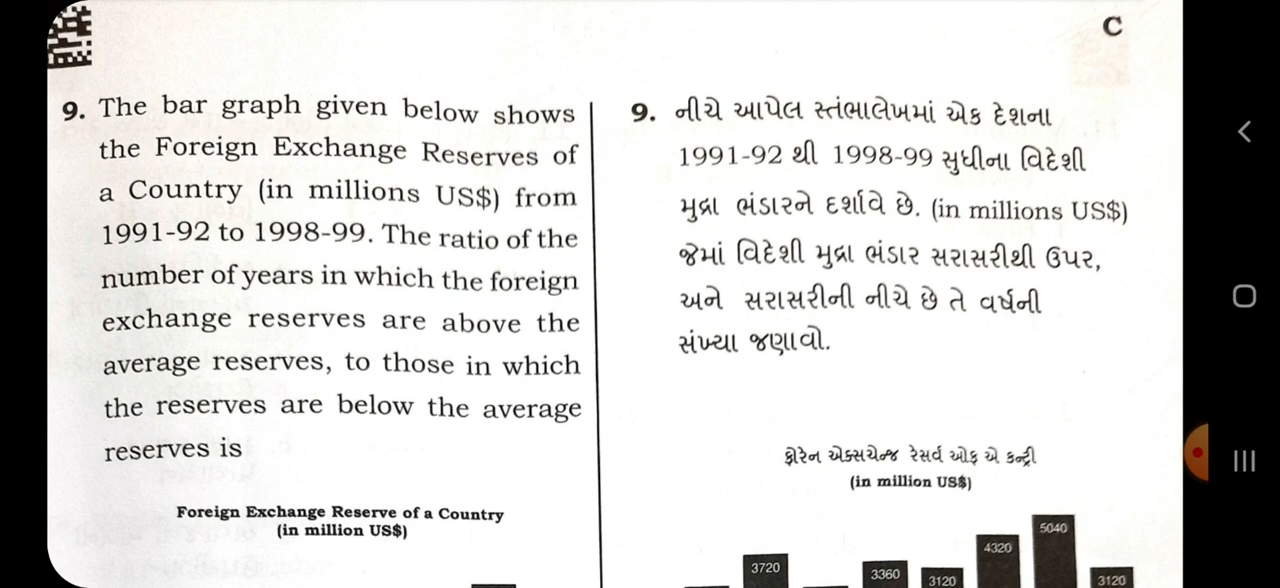 C
9. The bar graph given below shows
the Foreign Exchange Reserves of
a Country (in millions US$) from
1991-92 to 1998-99. The ratio of the
number of years in which the foreign
exchange reserves are above the
average reserves, to those in which
the reserves are below the average
reserves is
Foreign Exchange Reserve of a Country
(in million US$)
9. નીચે આપેલ સ્તંભાલેખમાં એક દેશના
1991-92 થી 1998-99 સુધીના વિદેશી
મુદ્રા ભંડારને દર્શાવે છે. (in millions US$)
જેમાં વિદેશી મુદ્રા ભંડાર સરાસરીથી ઉપર,
અને સરાસરીની નીચે છે તે વર્ષની
સંખ્યા જણાવો.
ફોરેન એક્સચેન્જ રેસર્વ ઓફ એ કન્ટ્રી
(in million US$)
5040
4320
3720
3360
3120
3120